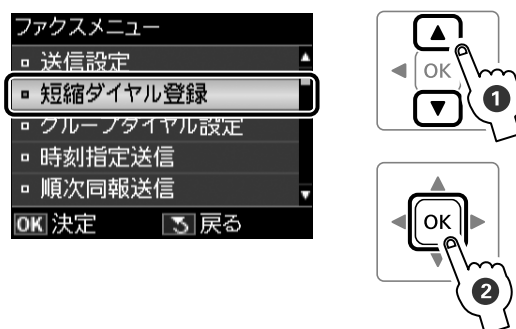 ファクスメニュー
送信設定
短縮ダイヤル登録
グループダイヤル設定
時刻指定送信
順次同報送信
OK 決定 戻る
OK
1
OK
2